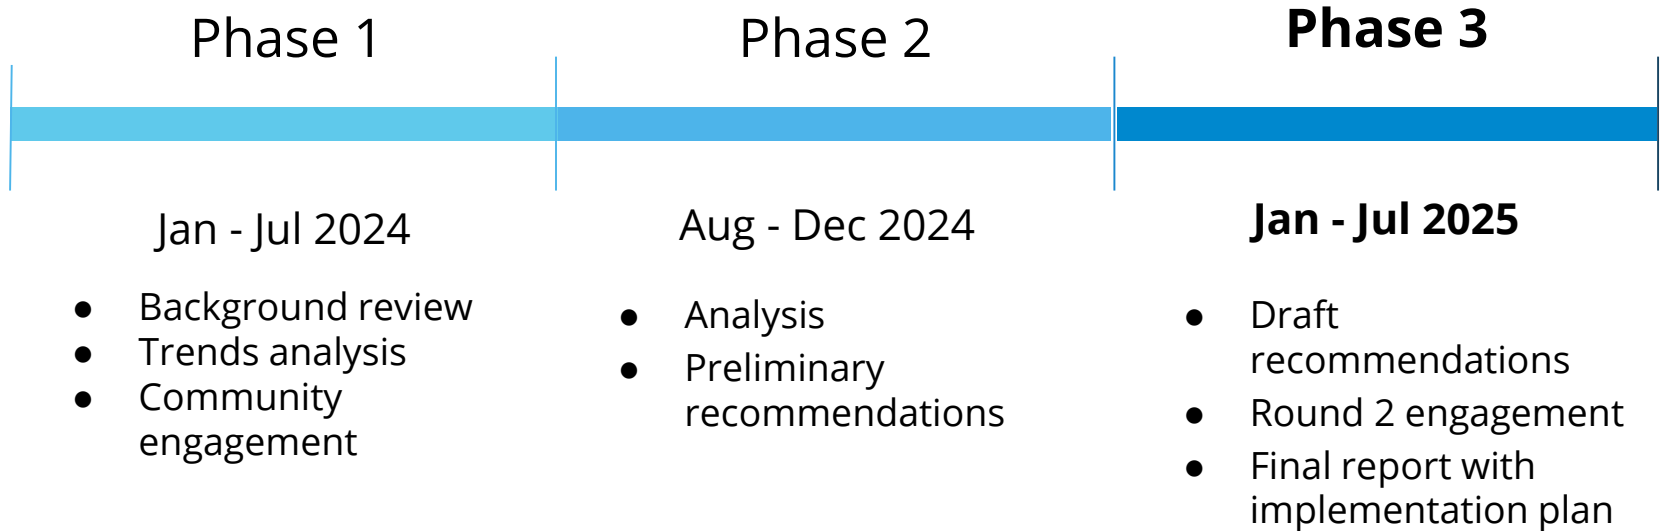 Phase 1
Phase 2
Phase 3
Jan - Jul 2024
Aug - Dec 2024
Jan - Jul 2025
● Background review
● Trends analysis
● Community
engagement
● Analysis
● Preliminary
recommendations
● Draft
recommendations
● Round 2 engagement
● Final report with
implementation plan